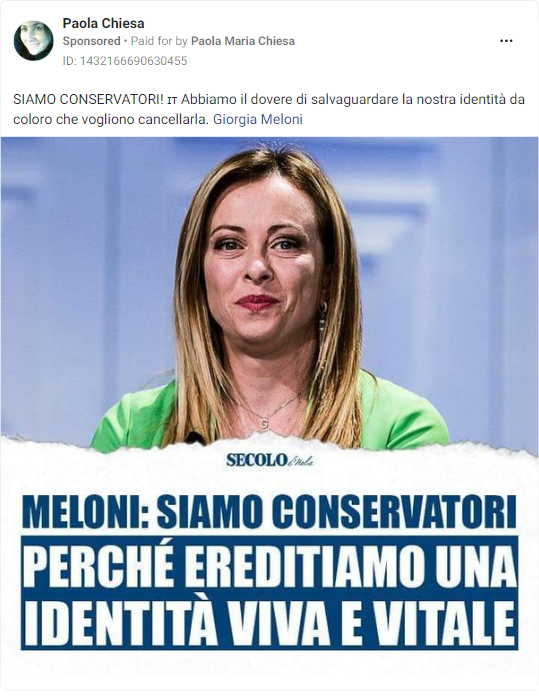 Paola Chiesa
Sponsored • Paid for by Paola Maria Chiesa
ID: 1432166690630455
SIAMO CONSERVATORI! ɪᴛ Abbiamo il dovere di salvaguardare la nostra identità da
coloro che vogliono cancellarla. Giorgia Meloni
SECOLO d'Italia
MELONI: SIAMO CONSERVATORI
PERCHÉ EREDITIAMO UNA
IDENTITÀ VIVA E VITALE